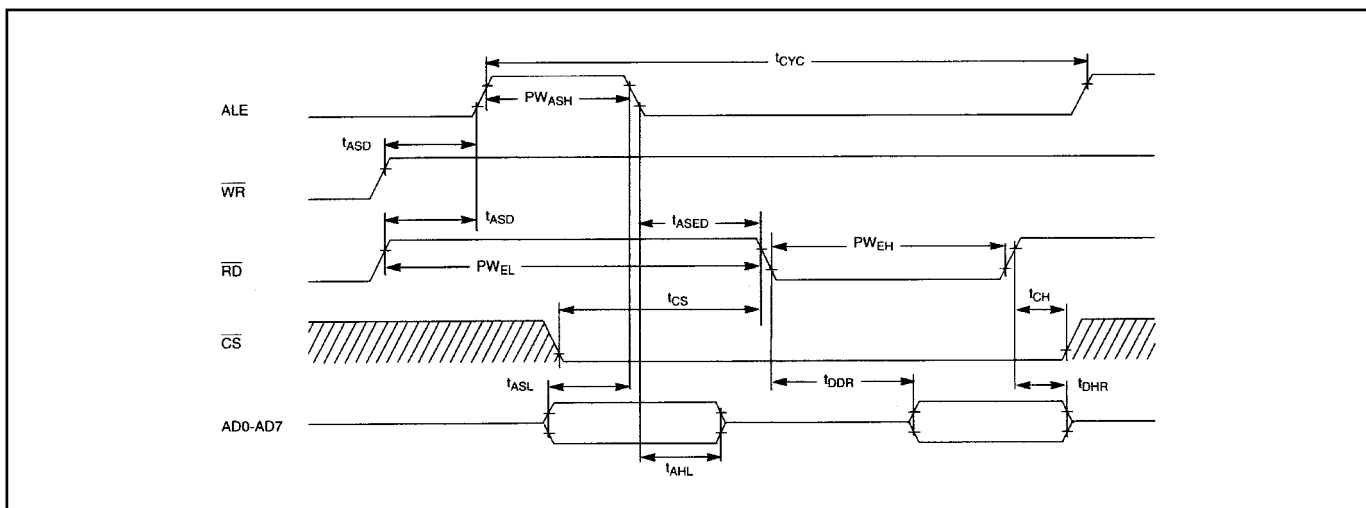 tCYC
ALE
PWASH
tASD
WR
tASD
tASED
RD
PWEH
PWEL
tCS
tCH
CS
tASL
tDDR
tDHR
AD0-AD7
tAHL